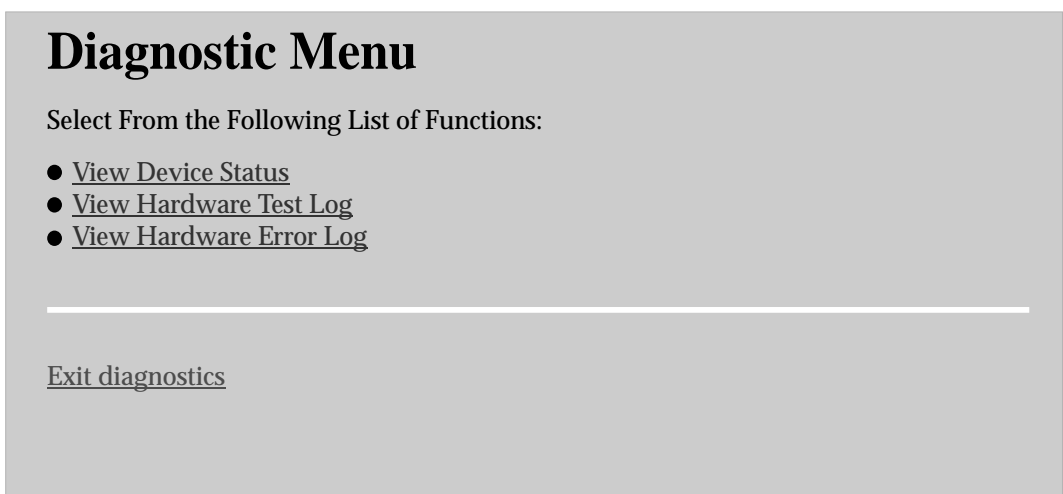 Diagnostic Menu
Select From the Following List of Functions:
● View Device Status
● View Hardware Test Log
● View Hardware Error Log
Exit diagnostics